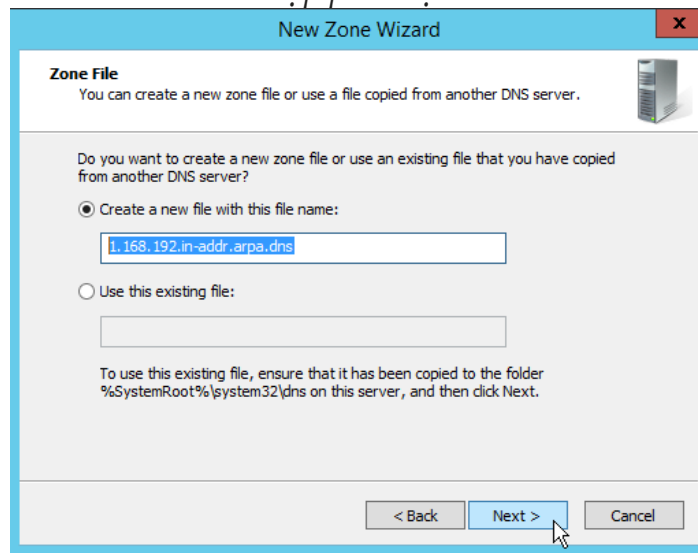 New Zone Wizard
x
Zone File
You can create a new zone file or use a file copied from another DNS server.
Do you want to create a new zone file or use an existing file that you have copied
from another DNS server?
Create a new file with this file name:
1.168.192.in-addr.arpa.dns
Use this existing file:
To use this existing file, ensure that it has been copied to the folder
%SystemRoot%\system32\dns on this server, and then click Next.
< Back
Next >
Cancel